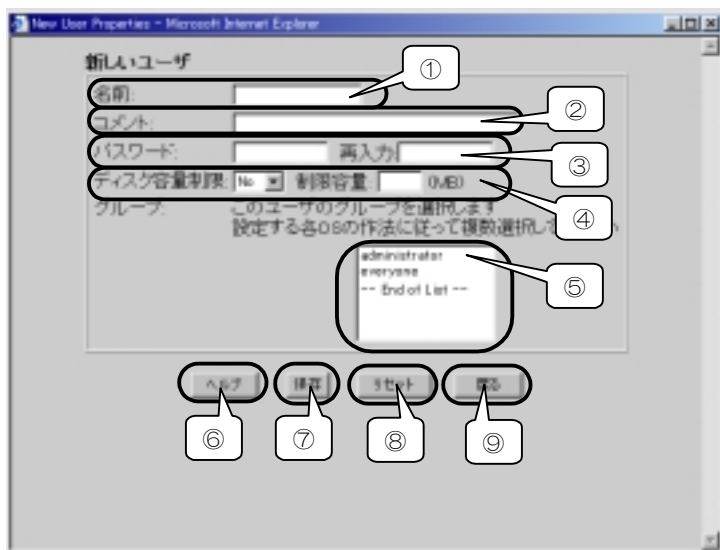 New User Properties - Microsoft Internet Explorer
新しいユーザ
①
名前:
コメント:
②
パスワード: 再入力:
③
ディスク容量制限: No 制限容量: (MB)
④
グループ: このユーザのグループを選択します
設定する各OSの作法に従って複数選択して
administrator
everyone
-- End of List --
⑤
ヘルプ 保存 リセット 戻る
⑥ ⑦ ⑧ ⑨